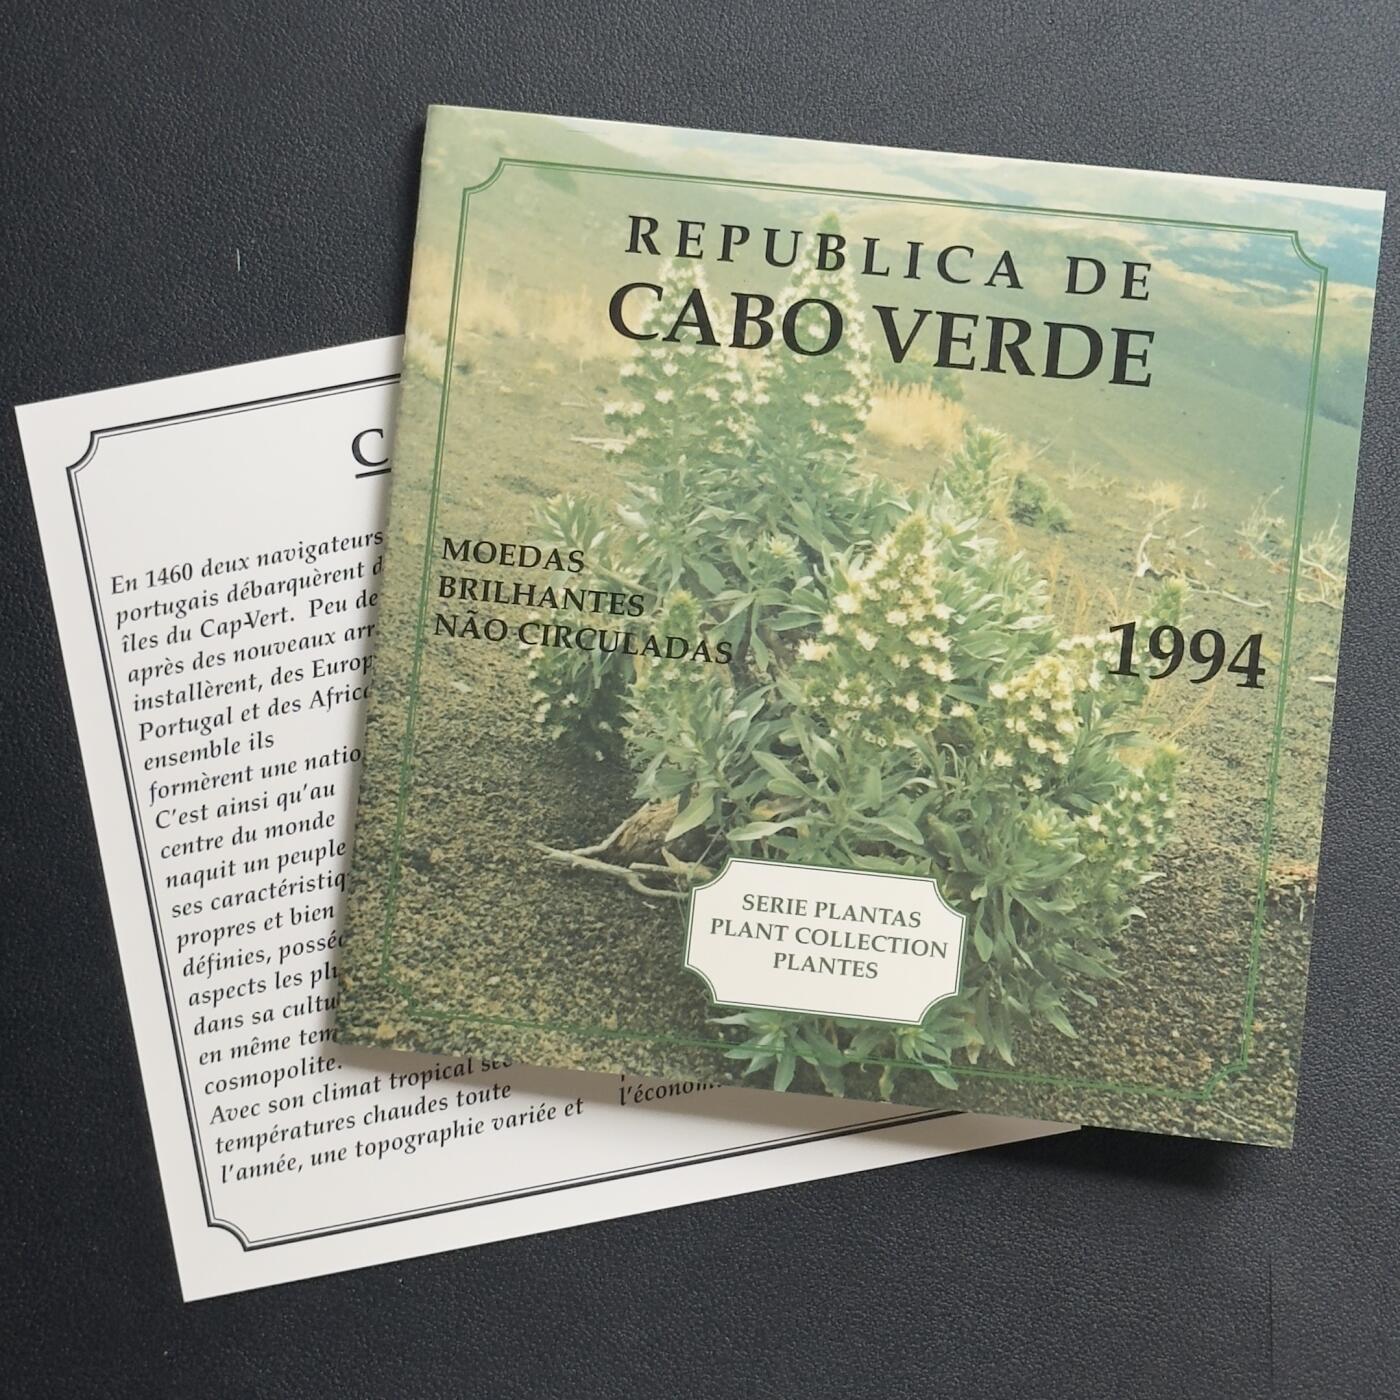 REPUBLICA DE
CABO VERDE
MOEDAS
BRILHANTES
NÃO CIRCULADAS
1994
SERIE PLANTAS
PLANT COLLECTION
PLANTES
En 1460 deux navigateurs
portugais débarquèrent
îles du Cap-Vert. Peu de
après des nouveaux
installèrent, des
Portugal et des
ensemble ils
formèrent une
C'est ainsi qu'au
centre du monde
naquit un peuple
ses
propres et bien
définies,
aspects les
dans sa
en même
cosmopolite.
Avec son climat tropical
températures chaudes toute
l'année, une topographie variée et